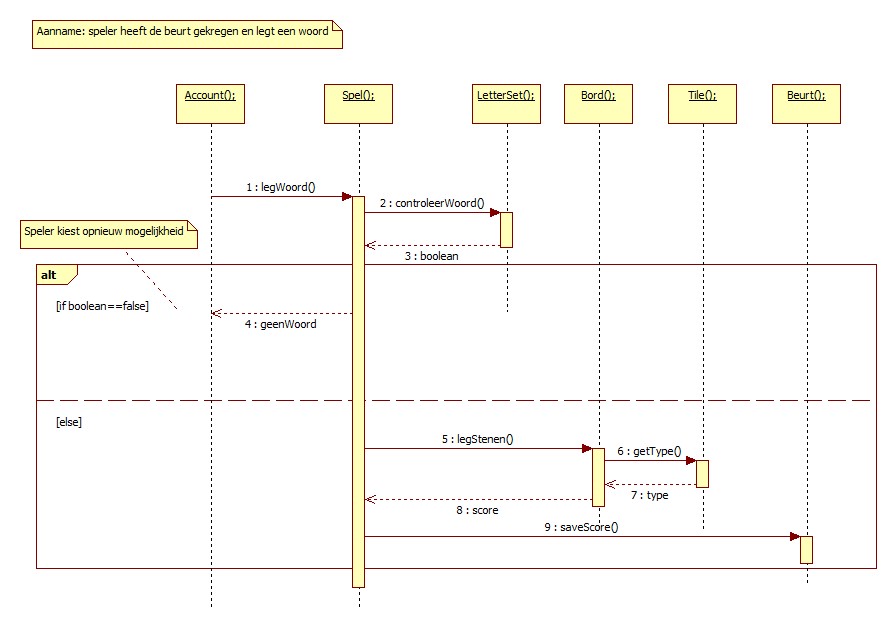 Aanname: speler heeft de beurt gekregen en legt een woord
Account();
Spel();
LetterSet();
Bord();
Tile();
Beurt();
1 : legWoord()
2 : controleerWoord()
Speler kiest opnieuw mogelijkheid
3 : boolean
alt
[if boolean==false]
4 : geenWoord
[else]
5 : legStenen()
6 : getType()
7 : type
8 : score
9 : saveScore()